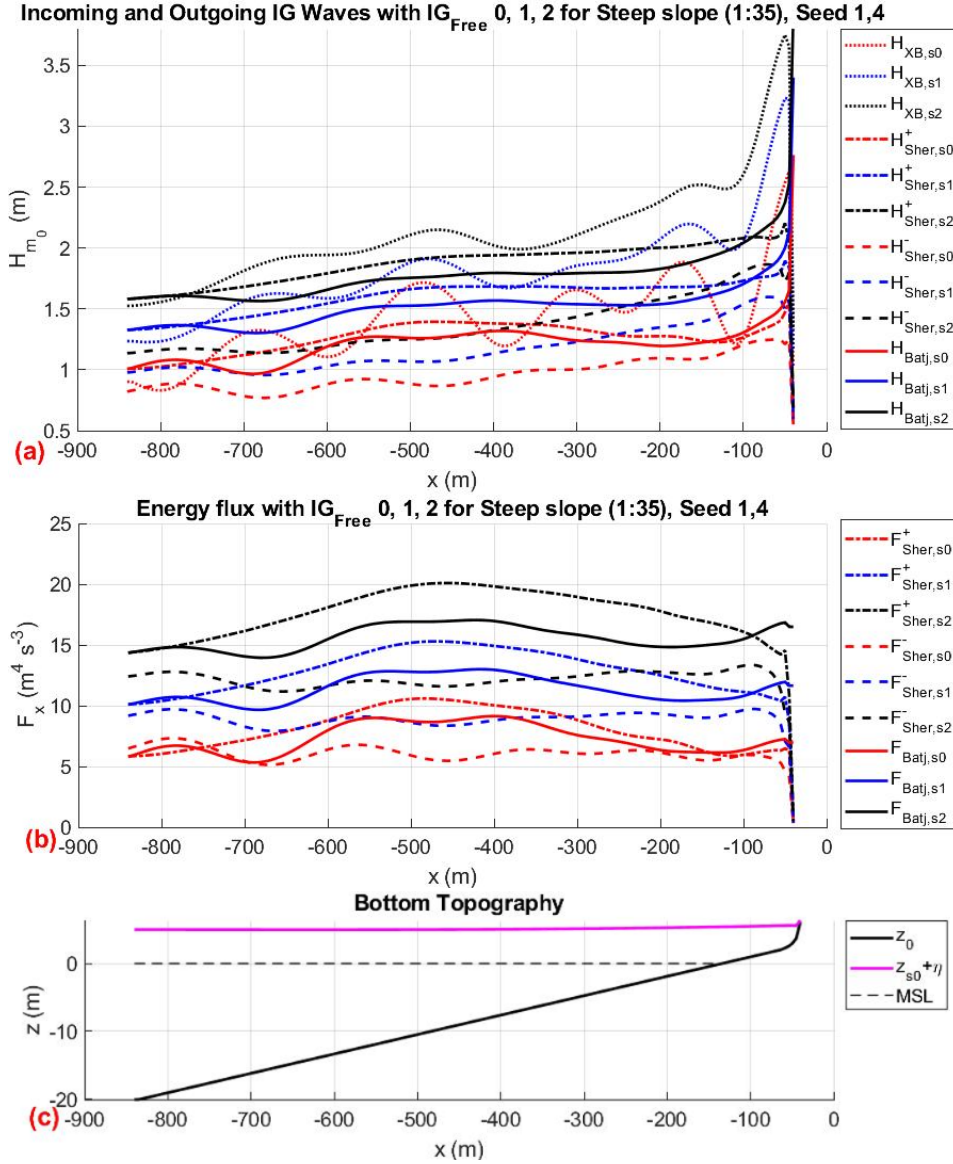 Incoming and Outgoing IG Waves with IG_Free 0, 1, 2 for Steep slope (1:35), Seed 1,4
H_m0 (m)
3.5
3
2.5
2
1.5
1
0.5
-900 -800 -700 -600 -500 -400 -300 -200 -100 0
x (m)
(a)
H_XB,s0
H_XB,s1
H_XB,s2
H^+_Sher,s0
H^+_Sher,s1
H^+_Sher,s2
H^-_Sher,s0
H^-_Sher,s1
H^-_Sher,s2
H_Batj,s0
H_Batj,s1
H_Batj,s2
Energy flux with IG_Free 0, 1, 2 for Steep slope (1:35), Seed 1,4
F_x (m^4 s^-3)
25
20
15
10
5
0
-900 -800 -700 -600 -500 -400 -300 -200 -100 0
x (m)
(b)
F^+_Sher,s0
F^+_Sher,s1
F^+_Sher,s2
F^-_Sher,s0
F^-_Sher,s1
F^-_Sher,s2
F_Batj,s0
F_Batj,s1
F_Batj,s2
Bottom Topography
z (m)
0
-10
-20
-900 -800 -700 -600 -500 -400 -300 -200 -100 0
x (m)
(c)
z_0
z_s0+η
MSL